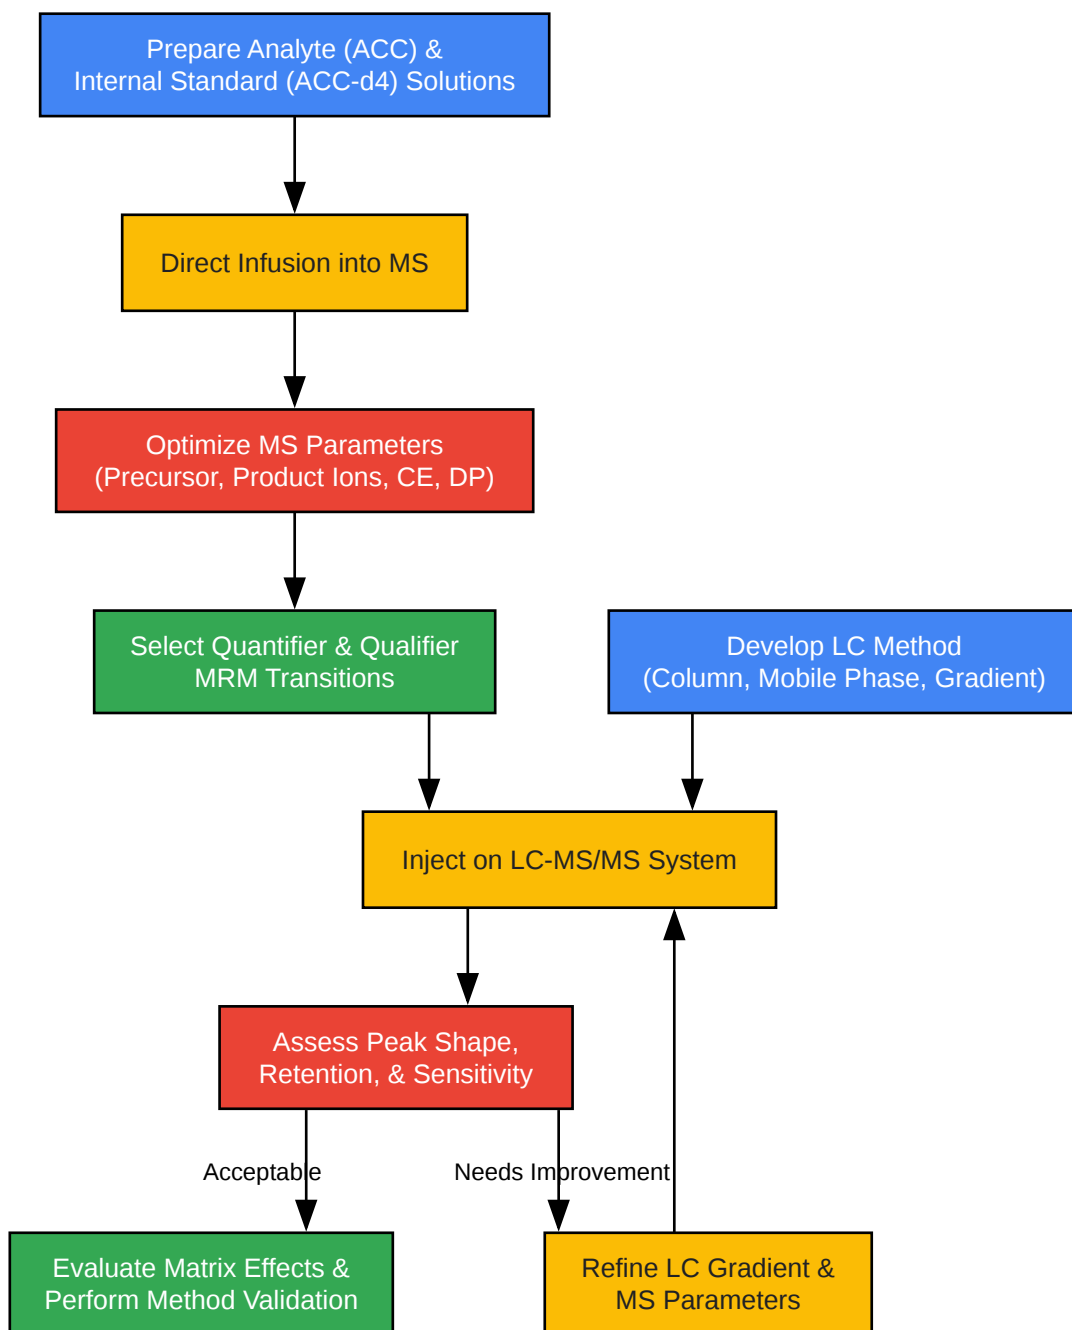 Prepare Analyte (ACC) &
Internal Standard (ACC-d4) Solutions
Direct Infusion into MS
Optimize MS Parameters
(Precursor, Product Ions, CE, DP)
Select Quantifier & Qualifier
MRM Transitions
Develop LC Method
(Column, Mobile Phase, Gradient)
Inject on LC-MS/MS System
Assess Peak Shape,
Retention, & Sensitivity
Acceptable
Needs Improvement
Evaluate Matrix Effects &
Perform Method Validation
Refine LC Gradient &
MS Parameters